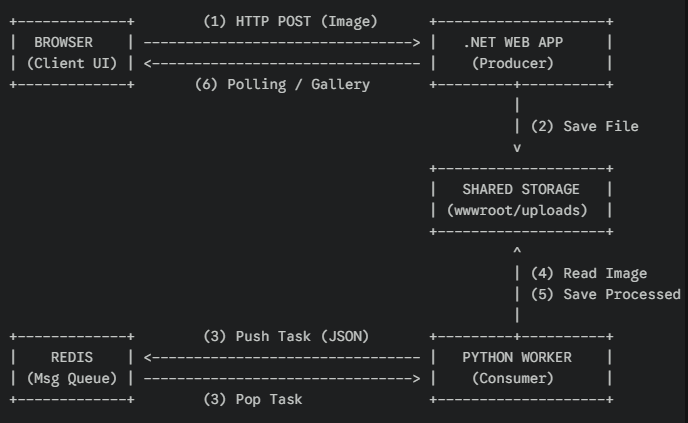 (1) HTTP POST (Image)
BROWSER
(Client UI)
.NET WEB APP
(Producer)
(6) Polling / Gallery
(2) Save File
SHARED STORAGE
(wwwroot/uploads)
(4) Read Image
(5) Save Processed
(3) Push Task (JSON)
REDIS
(Msg Queue)
PYTHON WORKER
(Consumer)
(3) Pop Task